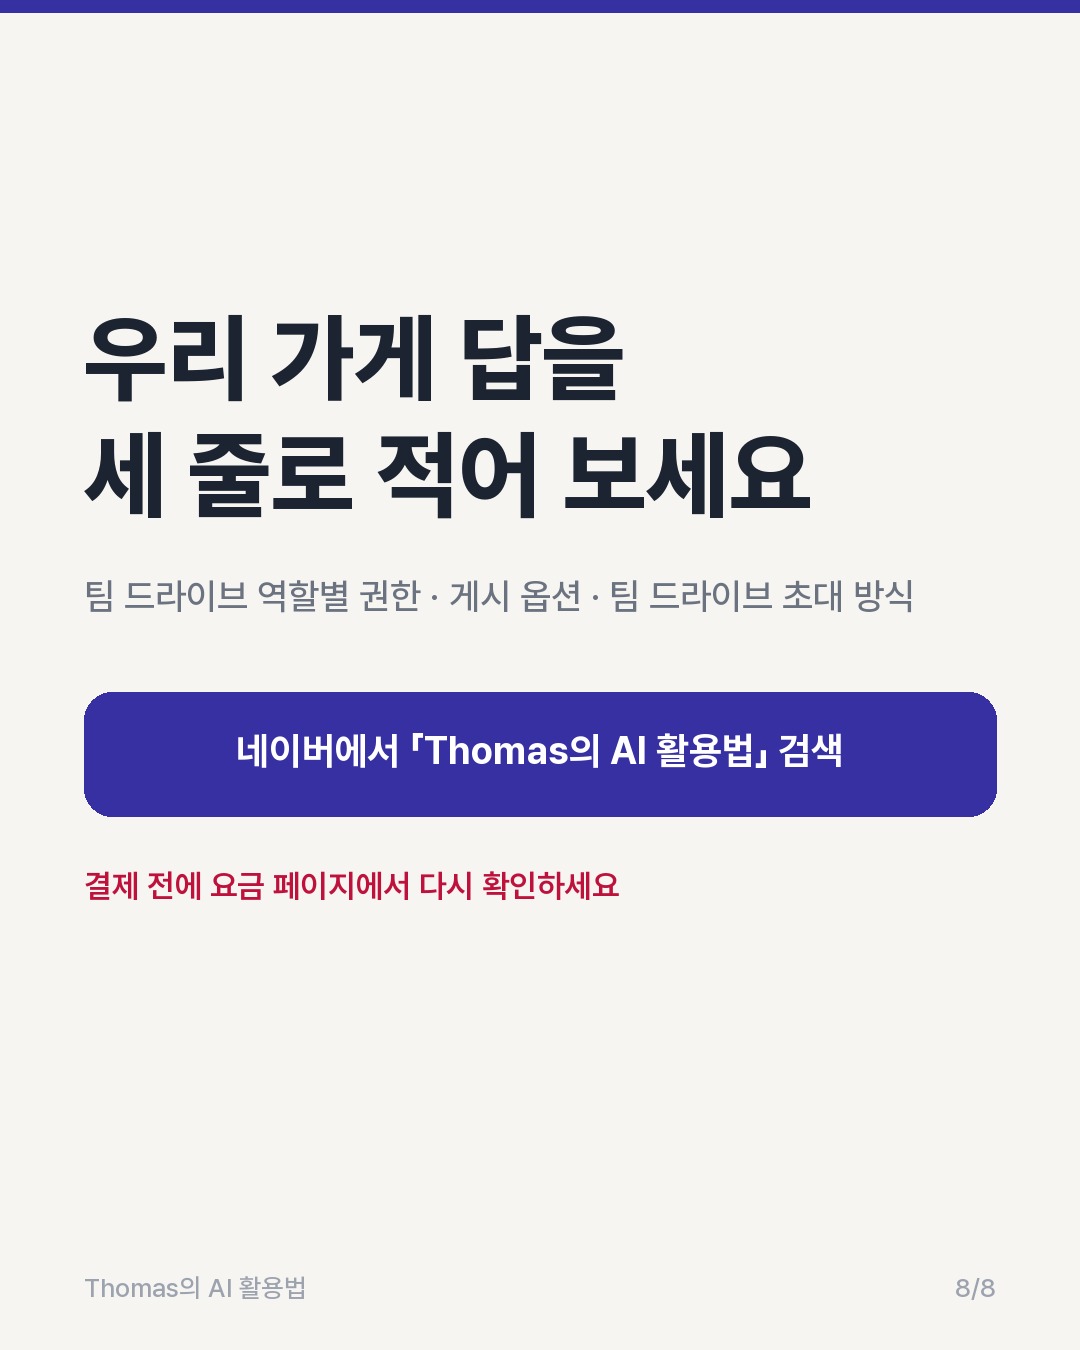 우리 가게 답을
세 줄로 적어 보세요
팀 드라이브 역할별 권한 · 게시 옵션 · 팀 드라이브 초대 방식
네이버에서 「Thomas의 AI 활용법」 검색
결제 전에 요금 페이지에서 다시 확인하세요
Thomas의 AI 활용법
8/8